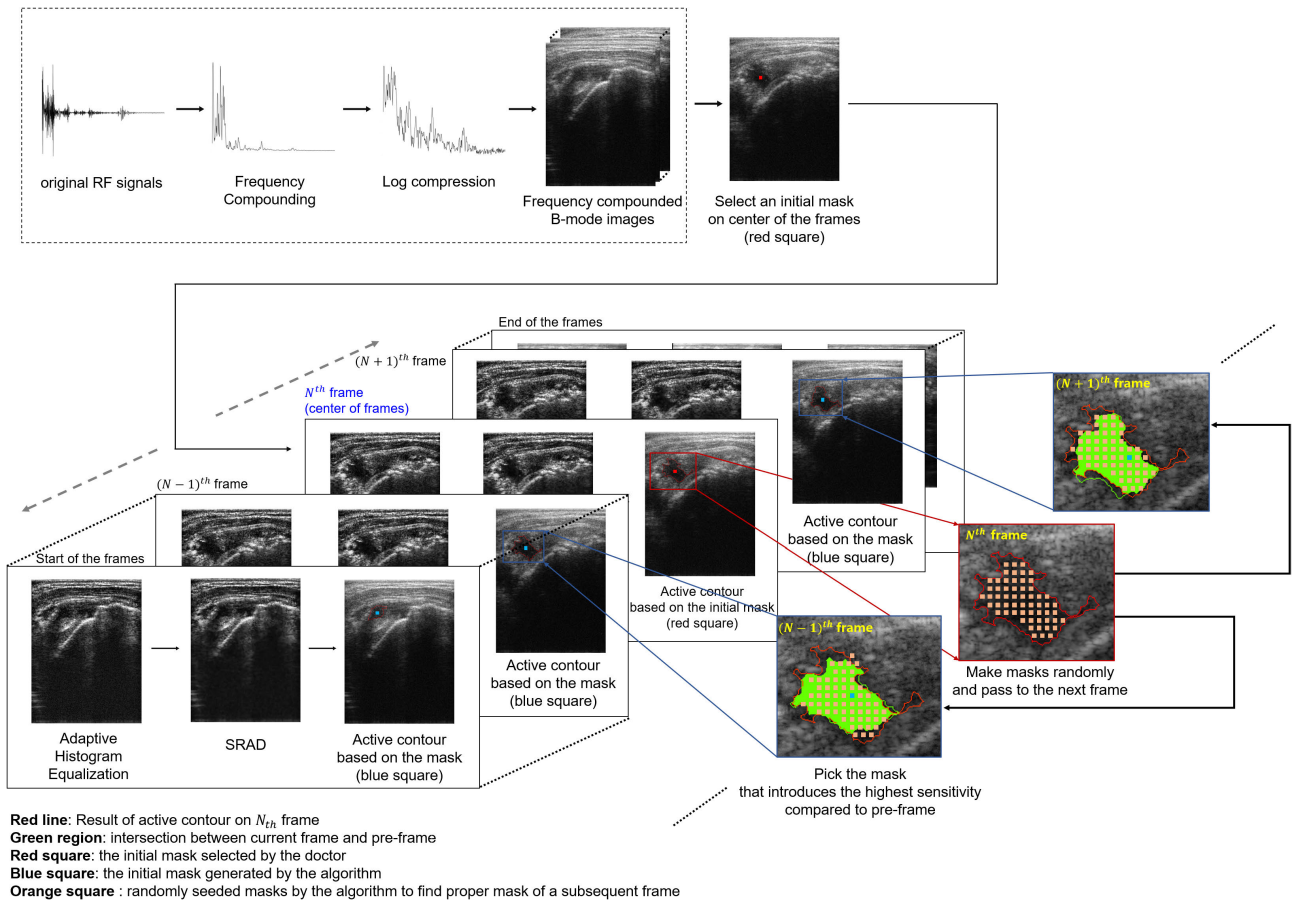 original RF signals
Frequency
Compounding
Log compression
Frequency compounded
B-mode images
Select an initial mask
on center of the frames
(red square)
End of the frames
(N + 1)th frame
Nth frame
(center of frames)
(N − 1)th frame
Start of the frames
Adaptive
Histogram
Equalization
SRAD
Active contour
based on the mask
(blue square)
Active contour
based on the mask
(blue square)
Active contour
based on the initial mask
(red square)
Active contour
based on the mask
(blue square)
(N + 1)th frame
Nth frame
Make masks randomly
and pass to the next frame
(N − 1)th frame
Pick the mask
that introduces the highest sensitivity
compared to pre-frame
Red line: Result of active contour on Nth frame
Green region: intersection between current frame and pre-frame
Red square: the initial mask selected by the doctor
Blue square: the initial mask generated by the algorithm
Orange square : randomly seeded masks by the algorithm to find proper mask of a subsequent frame